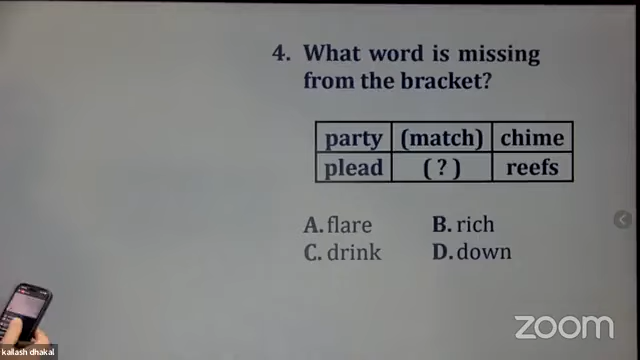 4. What word is missing
from the bracket?
party (match) chime
plead (?) reefs
A. flare B. rich
C. drink D. down
zoom
kailash dhakal